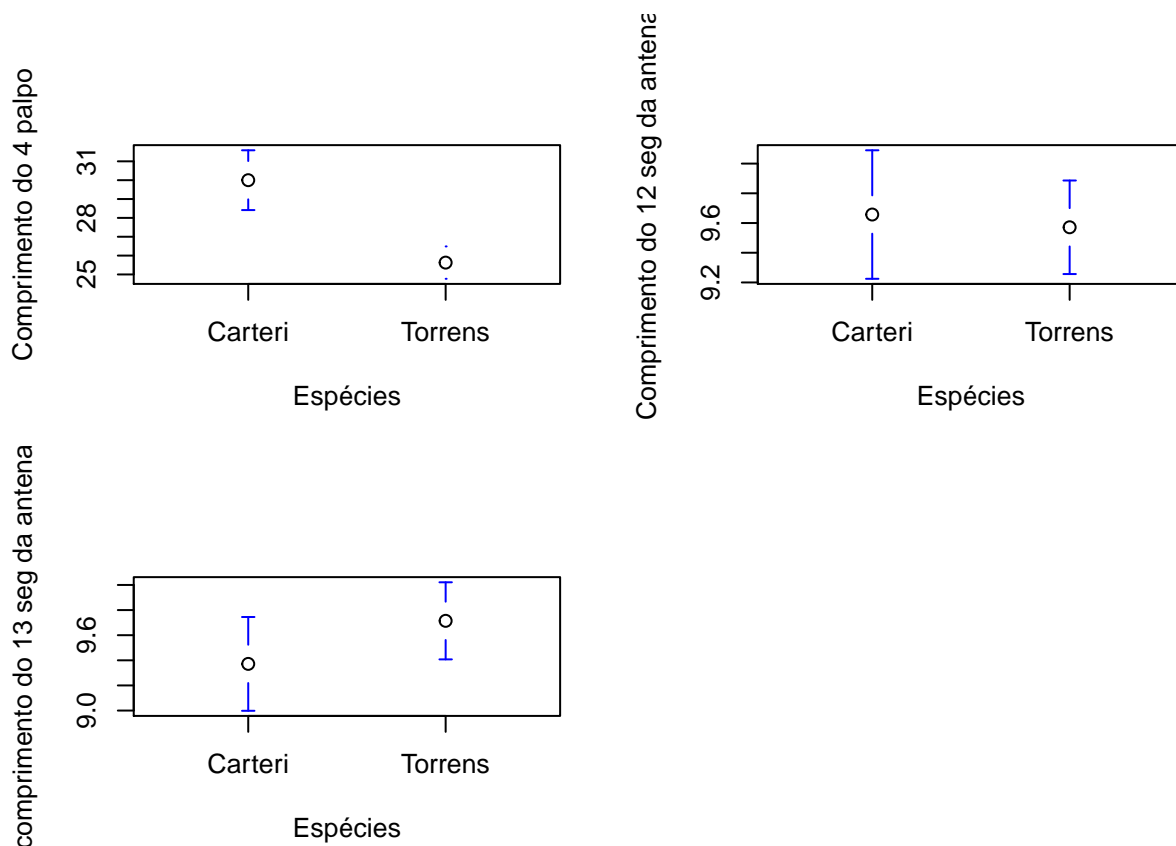 Comprimento do 4 palpo
31
28
25
Carteri Torrens
Espécies
Comprimento do 12 seg da antena
9.6
9.2
Carteri Torrens
Espécies
comprimento do 13 seg da antena
9.6
9.0
Carteri Torrens
Espécies